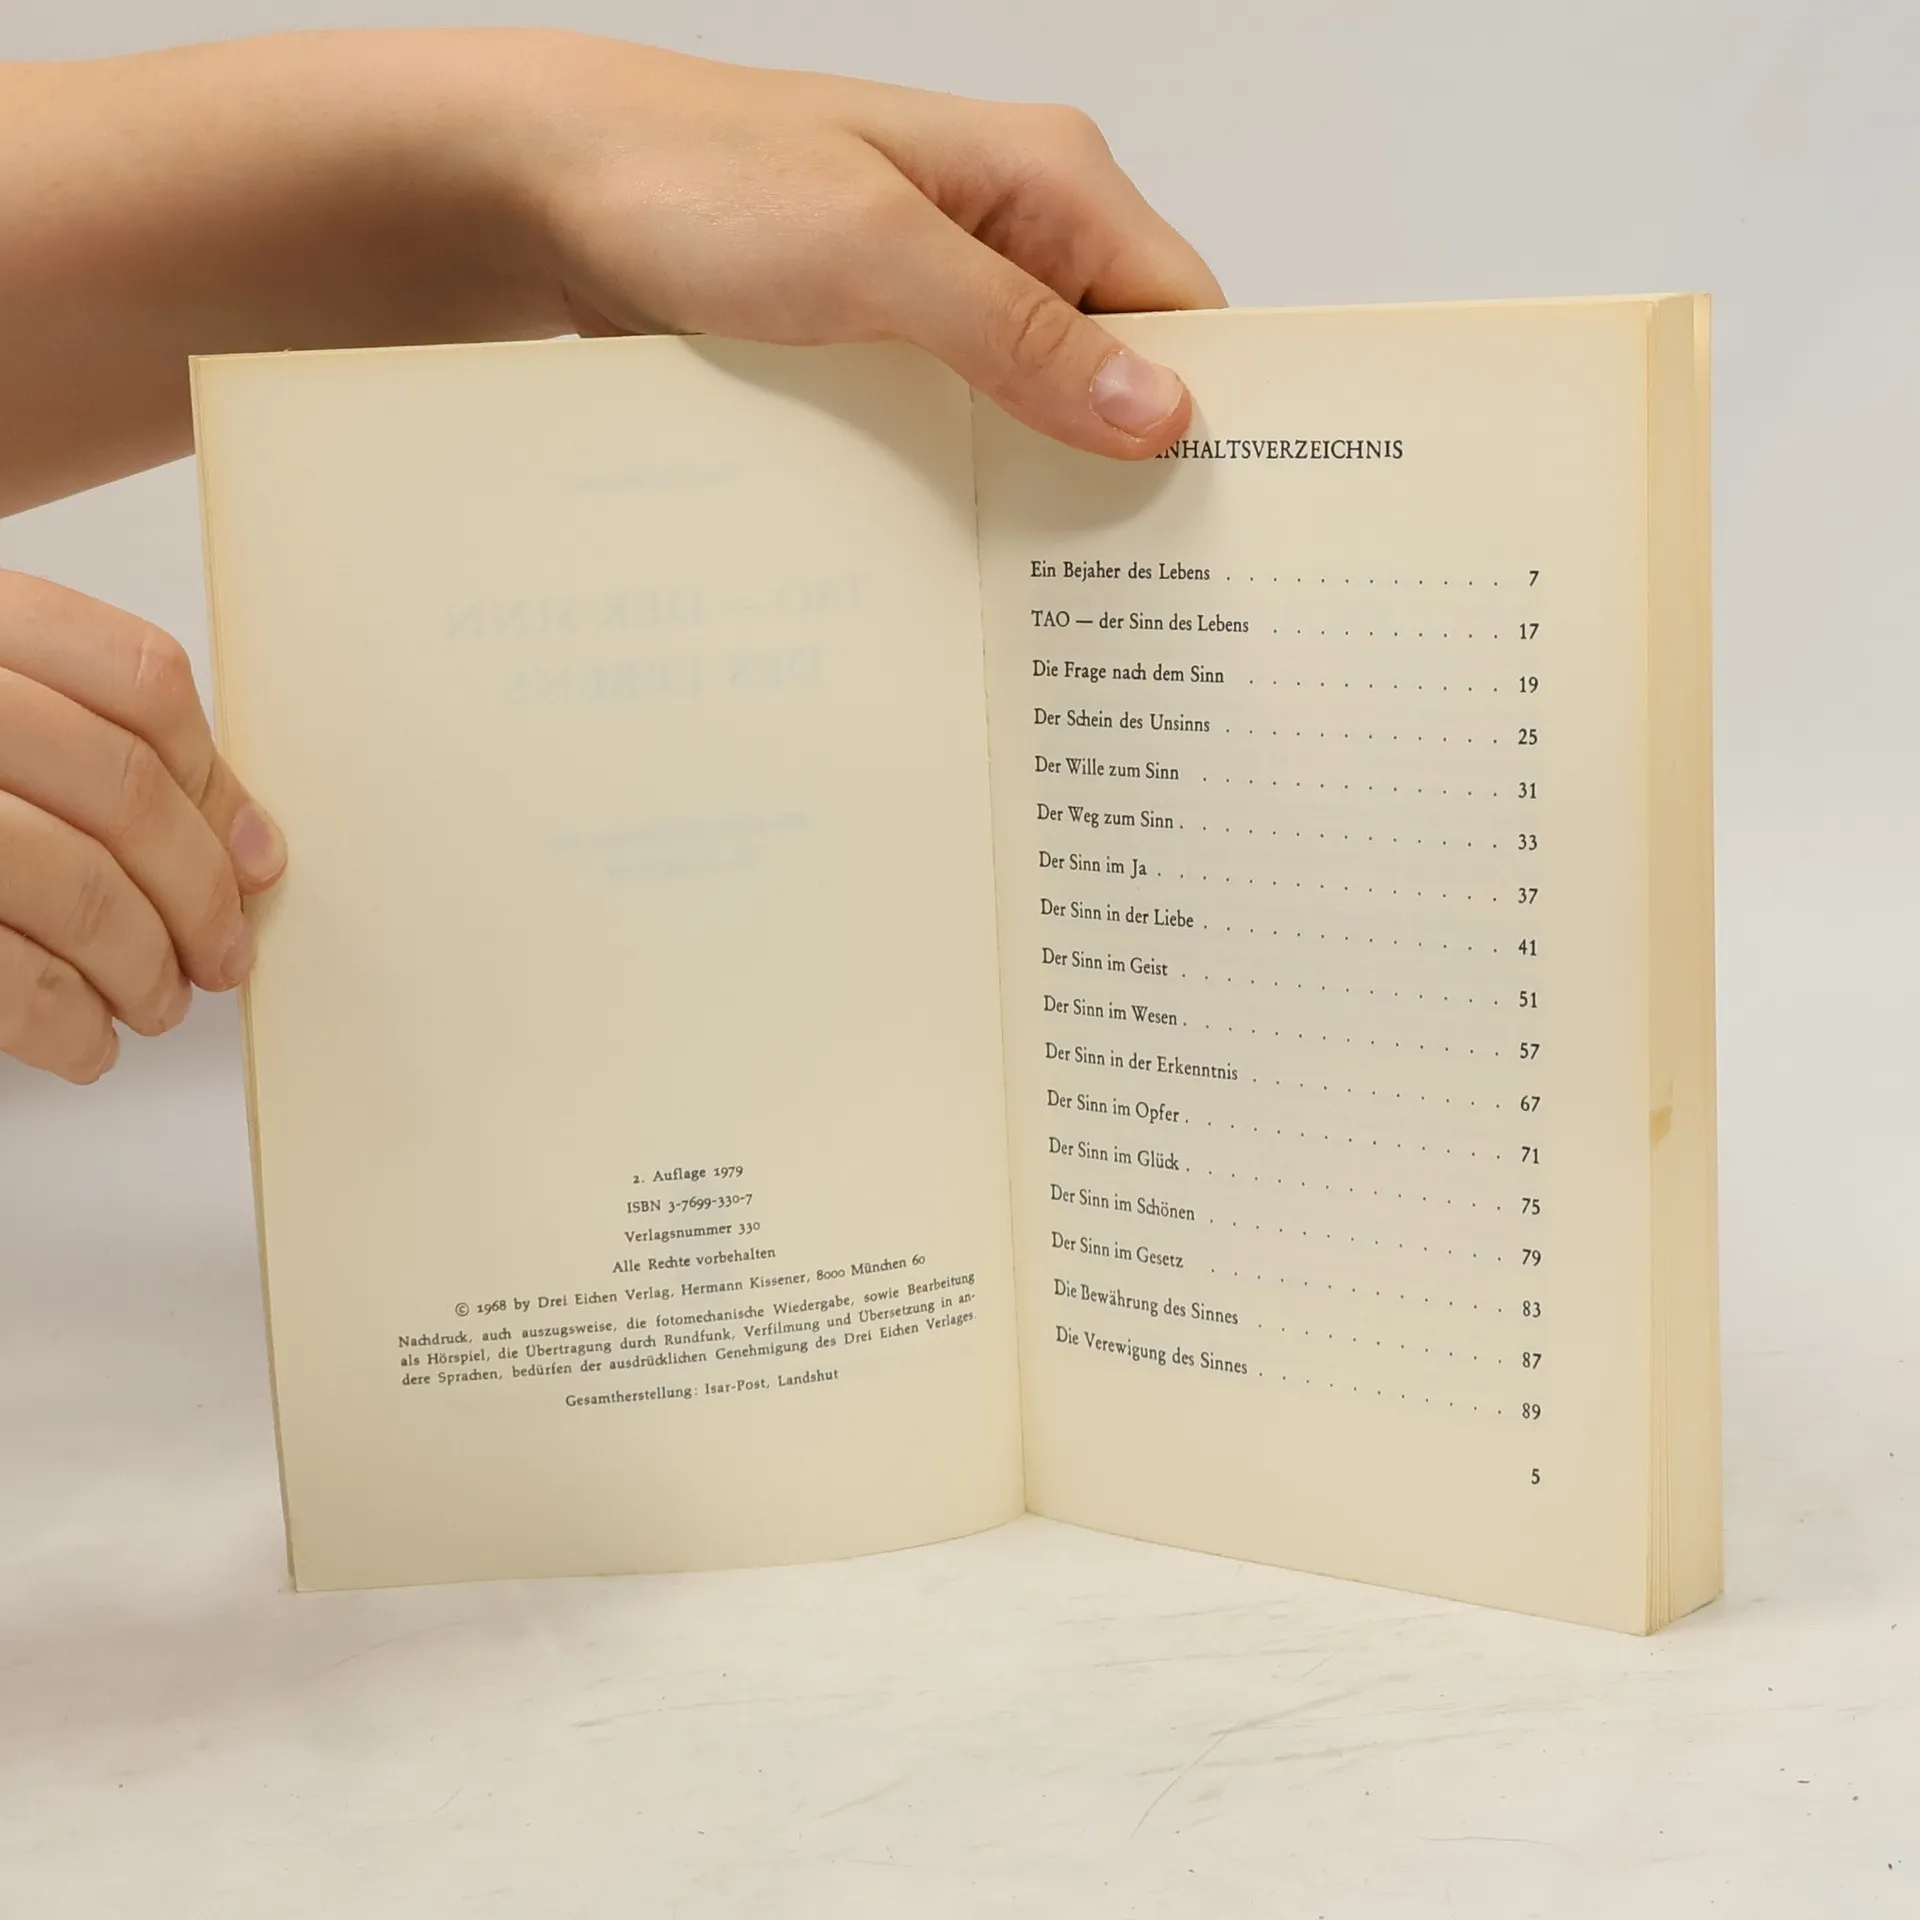 2. Auflage 1979
ISBN 3-7699-330-7
Verlagsnummer 330
Alle Rechte vorbehalten
© 1968 by Drei Eichen Verlag, Hermann Kissener, 8000 München 60
Nachdruck, auch auszugsweise, die fotomechanische Wiedergabe, sowie Bearbeitung
als Hörspiel, die Übertragung durch Rundfunk, Verfilmung und Übersetzung in an-
dere Sprachen, bedürfen der ausdrücklichen Genehmigung des Drei Eichen Verlages.
Gesamtherstellung: Isar-Post, Landshut
INHALTSVERZEICHNIS
Ein Bejaher des Lebens . . . . . . . . . . . . 7
TAO — der Sinn des Lebens . . . . . . . . . . 17
Die Frage nach dem Sinn . . . . . . . . . . . 19
Der Schein des Unsinns . . . . . . . . . . . . 25
Der Wille zum Sinn . . . . . . . . . . . . . 31
Der Weg zum Sinn . . . . . . . . . . . . . . 33
Der Sinn im Ja . . . . . . . . . . . . . . . 37
Der Sinn in der Liebe . . . . . . . . . . . . . 41
Der Sinn im Geist . . . . . . . . . . . . . . 51
Der Sinn im Wesen . . . . . . . . . . . . . . 57
Der Sinn in der Erkenntnis . . . . . . . . . . . 67
Der Sinn im Opfer . . . . . . . . . . . . . . 71
Der Sinn im Glück . . . . . . . . . . . . . . 75
Der Sinn im Schönen . . . . . . . . . . . . . 79
Der Sinn im Gesetz . . . . . . . . . . . . . 83
Die Bewährung des Sinnes . . . . . . . . . . . 87
Die Verewigung des Sinnes . . . . . . . . . . . 89
5